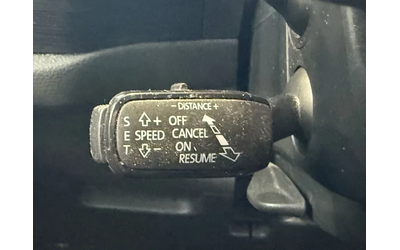 - DISTANCE +
S ⇧ + OFF
E SPEED CANCEL
ON
T ⇩ - RESUME